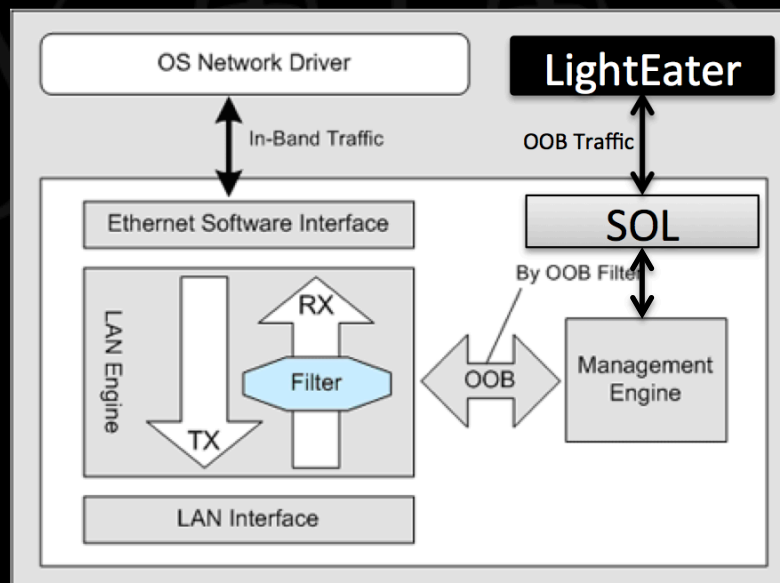 OS Network Driver
LightEater
In-Band Traffic
OOB Traffic
Ethernet Software Interface
SOL
By OOB Filter
LAN Engine
RX
Filter
TX
OOB
Management
Engine
LAN Interface